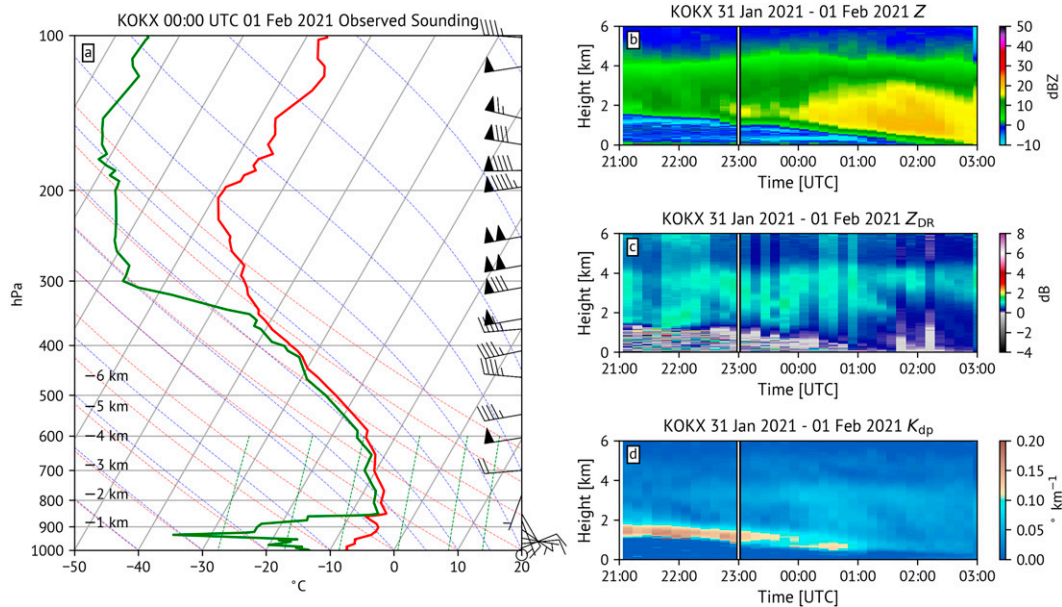 KOKX 00:00 UTC 01 Feb 2021 Observed Sounding
a
hPa
100
200
300
400
500
600
700
800
900
1000
−6 km
−5 km
−4 km
−3 km
−2 km
−1 km
−50 −40 −30 −20 −10 0 10 20
°C
KOKX 31 Jan 2021 - 01 Feb 2021 Z
b
Height [km]
6
4
2
0
21:00 22:00 23:00 00:00 01:00 02:00 03:00
Time [UTC]
50
40
30
20
10
0
−10
dBZ
KOKX 31 Jan 2021 - 01 Feb 2021 ZDR
c
Height [km]
6
4
2
0
21:00 22:00 23:00 00:00 01:00 02:00 03:00
Time [UTC]
8
6
4
2
0
−2
−4
dB
KOKX 31 Jan 2021 - 01 Feb 2021 Kdp
d
Height [km]
6
4
2
0
21:00 22:00 23:00 00:00 01:00 02:00 03:00
Time [UTC]
0.20
0.15
0.10
0.05
0.00
° km−1